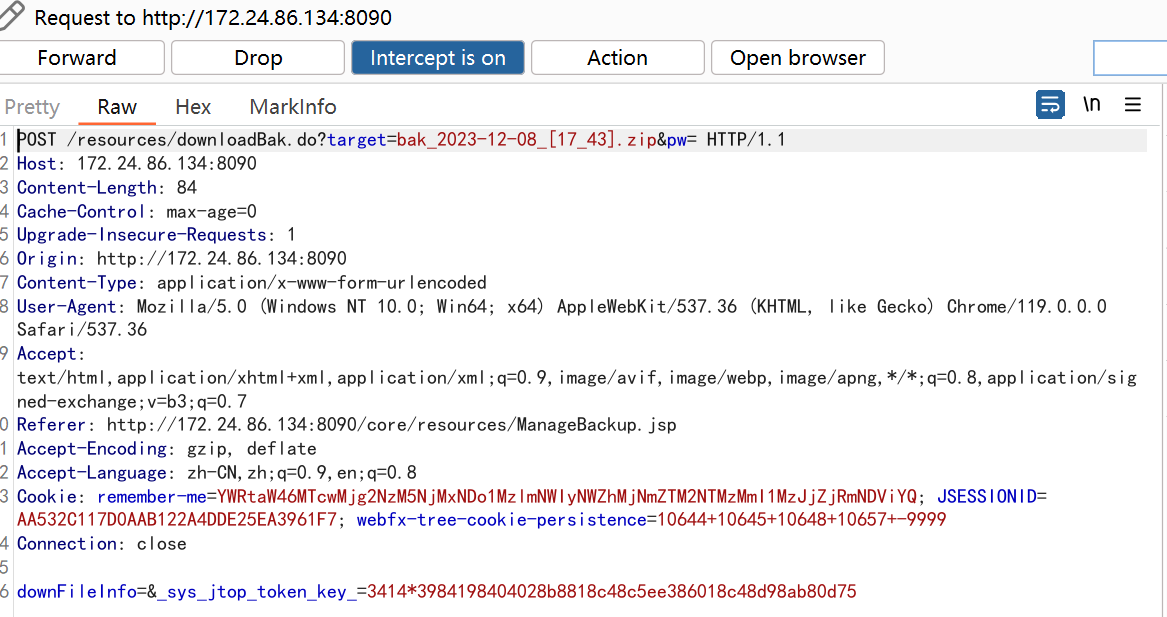 Request to http://172.24.86.134:8090
Forward Drop Intercept is on Action Open browser
Pretty Raw Hex MarkInfo \n
1 POST /resources/downloadBak.do?target=bak_2023-12-08_[17_43].zip&pw= HTTP/1.1
2 Host: 172.24.86.134:8090
3 Content-Length: 84
4 Cache-Control: max-age=0
5 Upgrade-Insecure-Requests: 1
6 Origin: http://172.24.86.134:8090
7 Content-Type: application/x-www-form-urlencoded
8 User-Agent: Mozilla/5.0 (Windows NT 10.0; Win64; x64) AppleWebKit/537.36 (KHTML, like Gecko) Chrome/119.0.0.0
Safari/537.36
9 Accept:
text/html,application/xhtml+xml,application/xml;q=0.9,image/avif,image/webp,image/apng,*/*;q=0.8,application/sig
ned-exchange;v=b3;q=0.7
0 Referer: http://172.24.86.134:8090/core/resources/ManageBackup.jsp
1 Accept-Encoding: gzip, deflate
2 Accept-Language: zh-CN,zh;q=0.9,en;q=0.8
3 Cookie: remember-me=YWRtaW46MTcwMjg2NzM5NjMxNDo1MzlmNWIyNWZhMjNmZTM2NTMzMmI1MzJjZjRmNDViYQ; JSESSIONID=
AA532C117D0AAB122A4DDE25EA3961F7; webfx-tree-cookie-persistence=10644+10645+10648+10657+-9999
4 Connection: close
5
6 downFileInfo=&_sys_jtop_token_key_=3414*3984198404028b8818c48c5ee386018c48d98ab80d75